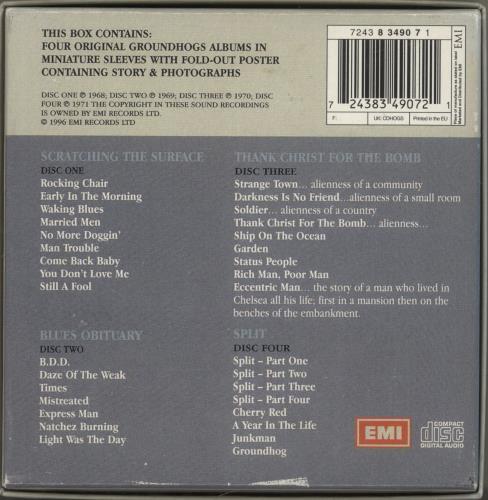 THIS BOX CONTAINS:
FOUR ORIGINAL GROUNDHOGS ALBUMS IN
MINIATURE SLEEVES WITH FOLD-OUT POSTER
CONTAINING STORY & PHOTOGRAPHS
DISC ONE ℗ 1968; DISC TWO ℗ 1969; DISC THREE ℗ 1970; DISC
FOUR ℗ 1971 THE COPYRIGHT IN THESE SOUND RECORDINGS
IS OWNED BY EMI RECORDS LTD.
© 1996 EMI RECORDS LTD
7243 8 34907 1
7 24383 49072 1
F:
UK: CDHOGS
Printed in the EU
EMI
SCRATCHING THE SURFACE
DISC ONE
Rocking Chair
Early In The Morning
Waking Blues
Married Men
No More Doggin'
Man Trouble
Come Back Baby
You Don't Love Me
Still A Fool
THANK CHRIST FOR THE BOMB
DISC THREE
Strange Town... alienness of a community
Darkness Is No Friend...alienness of a small room
Soldier... alienness of a country
Thank Christ For The Bomb... alienness...
Ship On The Ocean
Garden
Status People
Rich Man, Poor Man
Eccentric Man... the story of a man who lived in
Chelsea all his life; first in a mansion then on the
benches of the embankment.
BLUES OBITUARY
DISC TWO
B.D.D.
Daze Of The Weak
Times
Mistreated
Express Man
Natchez Burning
Light Was The Day
SPLIT
DISC FOUR
Split – Part One
Split – Part Two
Split – Part Three
Split – Part Four
Cherry Red
A Year In The Life
Junkman
Groundhog
EMI
COMPACT
disc
DIGITAL AUDIO